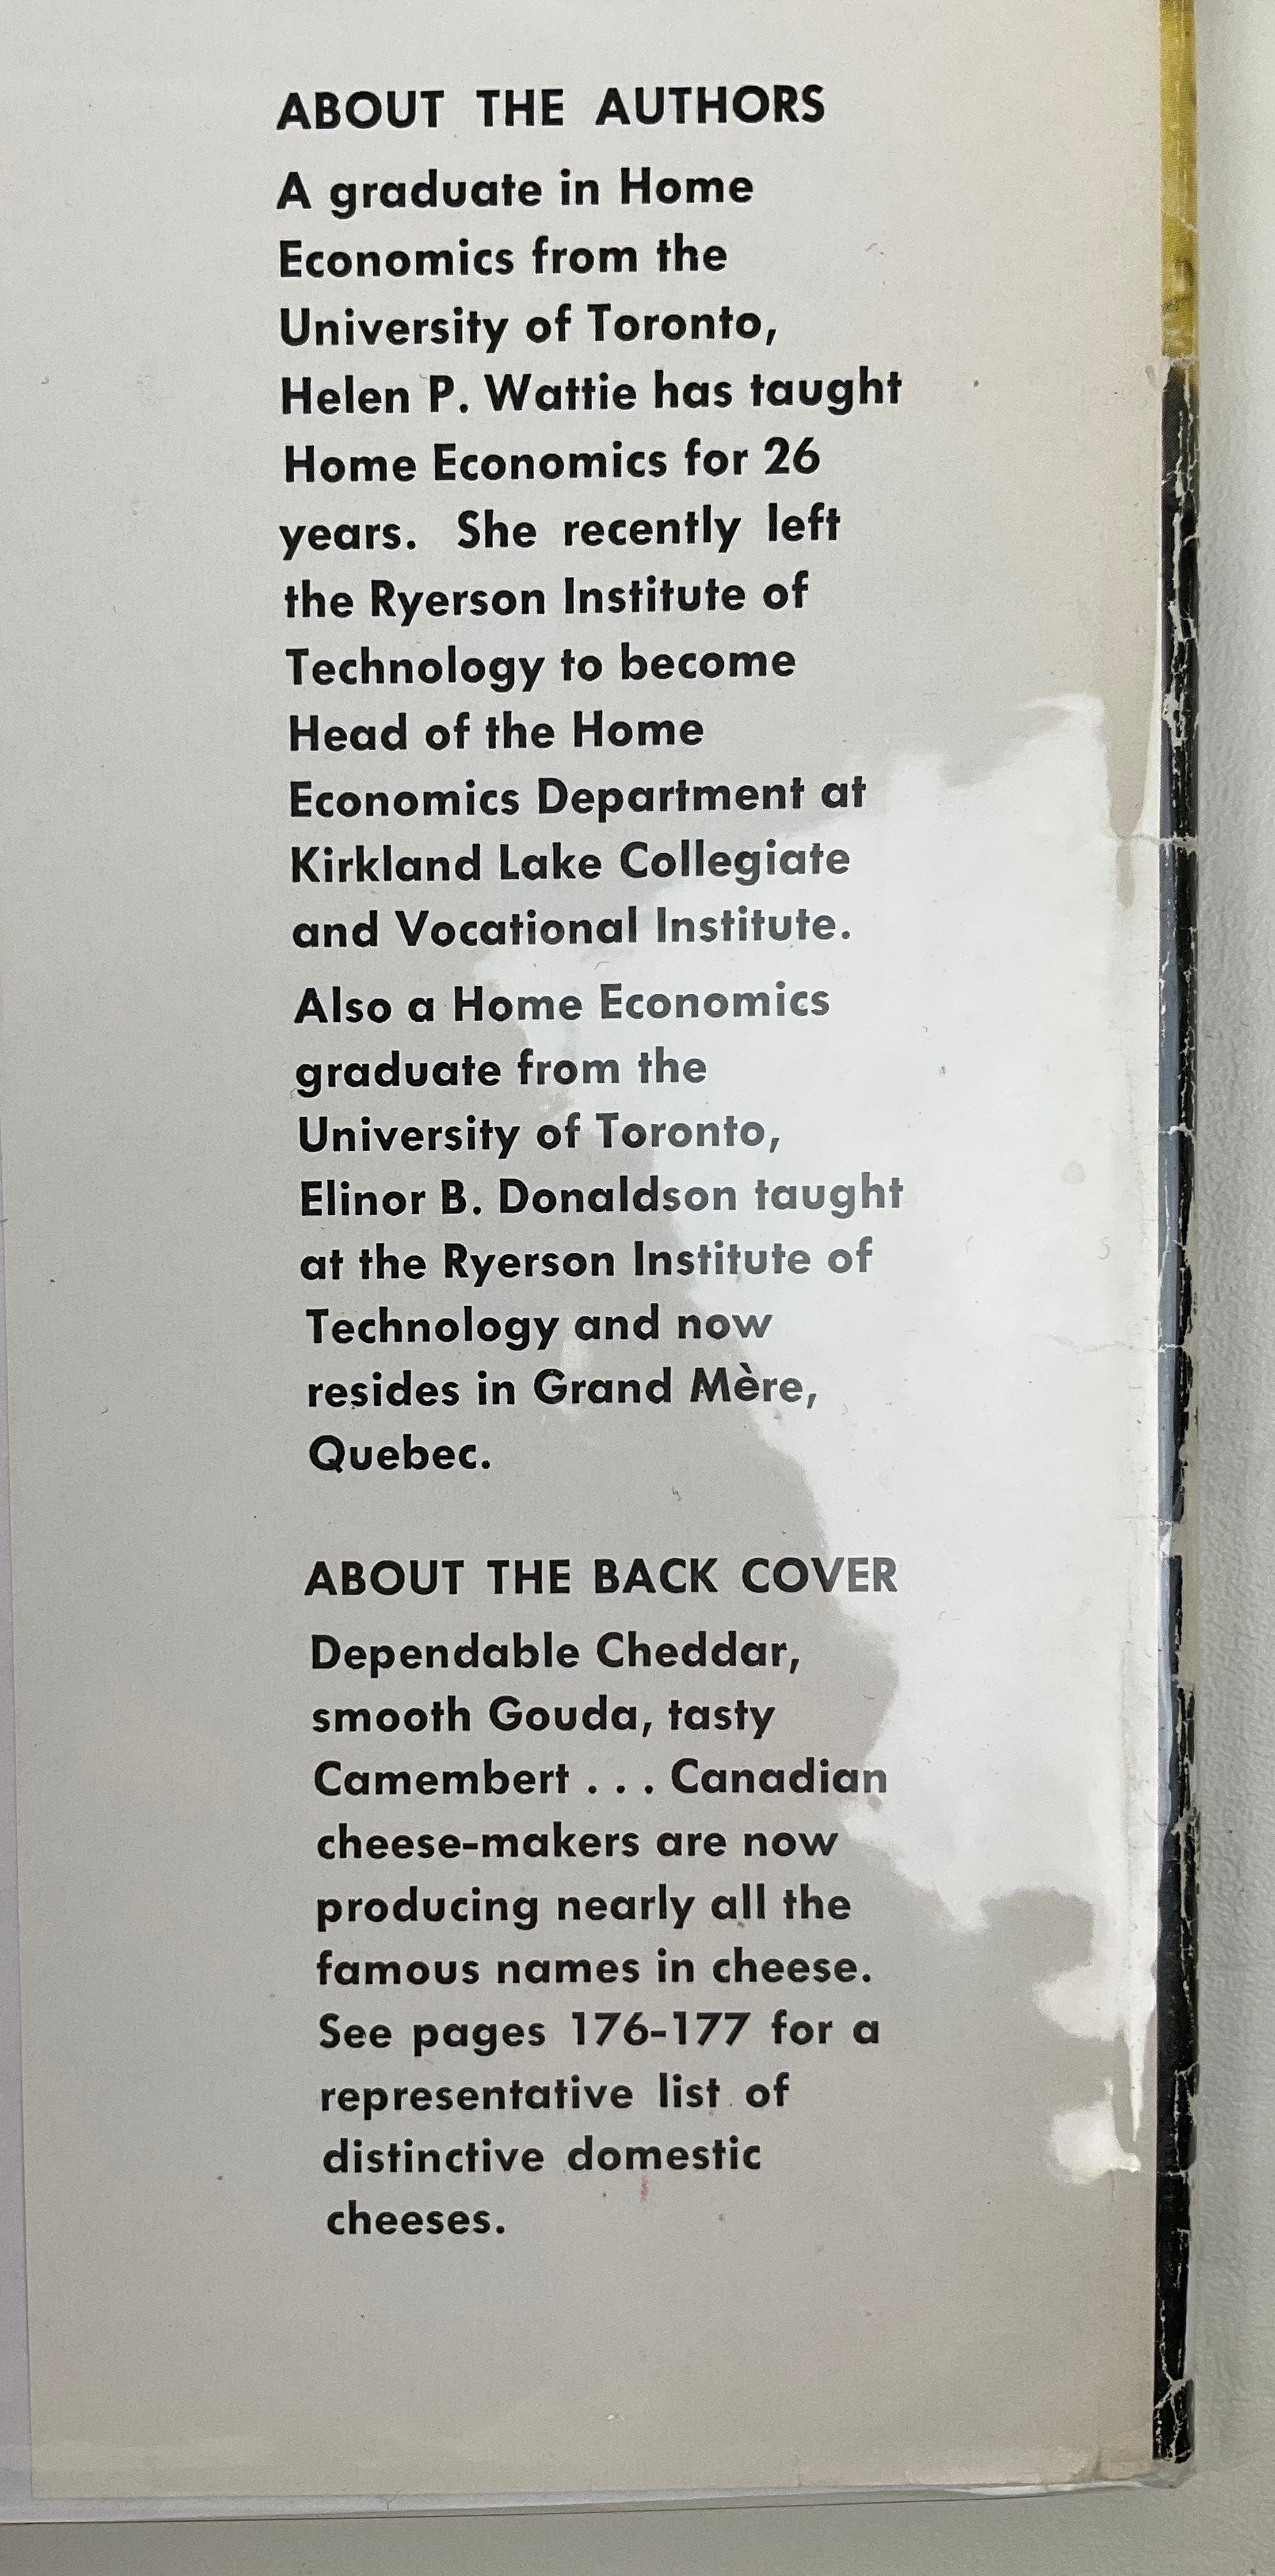 ABOUT THE AUTHORS
A graduate in Home
Economics from the
University of Toronto,
Helen P. Wattie has taught
Home Economics for 26
years. She recently left
the Ryerson Institute of
Technology to become
Head of the Home
Economics Department at
Kirkland Lake Collegiate
and Vocational Institute.
Also a Home Economics
graduate from the
University of Toronto,
Elinor B. Donaldson taught
at the Ryerson Institute of
Technology and now
resides in Grand Mère,
Quebec.
ABOUT THE BACK COVER
Dependable Cheddar,
smooth Gouda, tasty
Camembert . . . Canadian
cheese-makers are now
producing nearly all the
famous names in cheese.
See pages 176-177 for a
representative list of
distinctive domestic
cheeses.